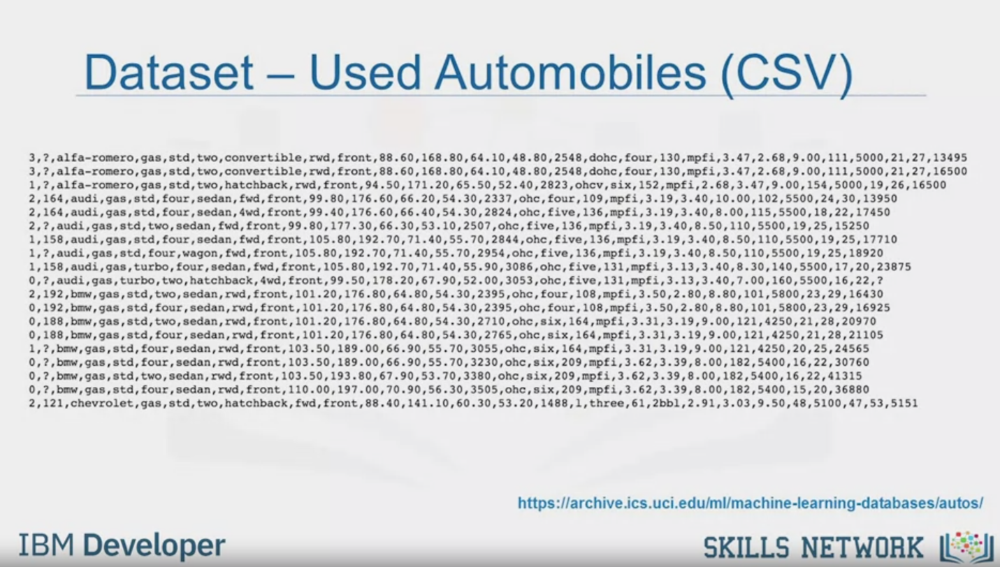 Dataset – Used Automobiles (CSV)
3,?,alfa-romero,gas,std,two,convertible,rwd,front,88.60,168.80,64.10,48.80,2548,dohc,four,130,mpfi,3.47,2.68,9.00,111,5000,21,27,13495
3,?,alfa-romero,gas,std,two,convertible,rwd,front,88.60,168.80,64.10,48.80,2548,dohc,four,130,mpfi,3.47,2.68,9.00,111,5000,21,27,16500
1,?,alfa-romero,gas,std,two,hatchback,rwd,front,94.50,171.20,65.50,52.40,2823,ohcv,six,152,mpfi,2.68,3.47,9.00,154,5000,19,26,16500
2,164,audi,gas,std,four,sedan,fwd,front,99.80,176.60,66.20,54.30,2337,ohc,four,109,mpfi,3.19,3.40,10.00,102,5500,24,30,13950
2,164,audi,gas,std,four,sedan,4wd,front,99.40,176.60,66.40,54.30,2824,ohc,five,136,mpfi,3.19,3.40,8.00,115,5500,18,22,17450
2,?,audi,gas,std,two,sedan,fwd,front,99.80,177.30,66.30,53.10,2507,ohc,five,136,mpfi,3.19,3.40,8.50,110,5500,19,25,15250
1,158,audi,gas,std,four,sedan,fwd,front,105.80,192.70,71.40,55.70,2844,ohc,five,136,mpfi,3.19,3.40,8.50,110,5500,19,25,17710
1,?,audi,gas,std,four,wagon,fwd,front,105.80,192.70,71.40,55.70,2954,ohc,five,136,mpfi,3.19,3.40,8.50,110,5500,19,25,18920
1,158,audi,gas,turbo,four,sedan,fwd,front,105.80,192.70,71.40,55.90,3086,ohc,five,131,mpfi,3.13,3.40,8.30,140,5500,17,20,23875
0,?,audi,gas,turbo,two,hatchback,4wd,front,99.50,178.20,67.90,52.00,3053,ohc,five,131,mpfi,3.13,3.40,7.00,160,5500,16,22,?
2,192,bmw,gas,std,two,sedan,rwd,front,101.20,176.80,64.80,54.30,2395,ohc,four,108,mpfi,3.50,2.80,8.80,101,5800,23,29,16430
0,192,bmw,gas,std,four,sedan,rwd,front,101.20,176.80,64.80,54.30,2395,ohc,four,108,mpfi,3.50,2.80,8.80,101,5800,23,29,16925
0,188,bmw,gas,std,two,sedan,rwd,front,101.20,176.80,64.80,54.30,2710,ohc,six,164,mpfi,3.31,3.19,9.00,121,4250,21,28,20970
0,188,bmw,gas,std,four,sedan,rwd,front,101.20,176.80,64.80,54.30,2765,ohc,six,164,mpfi,3.31,3.19,9.00,121,4250,21,28,21105
1,?,bmw,gas,std,four,sedan,rwd,front,103.50,189.00,66.90,55.70,3055,ohc,six,164,mpfi,3.31,3.19,9.00,121,4250,20,25,24565
0,?,bmw,gas,std,four,sedan,rwd,front,103.50,189.00,66.90,55.70,3230,ohc,six,209,mpfi,3.62,3.39,8.00,182,5400,16,22,30760
0,?,bmw,gas,std,two,sedan,rwd,front,103.50,193.80,67.90,53.70,3380,ohc,six,209,mpfi,3.62,3.39,8.00,182,5400,16,22,41315
0,?,bmw,gas,std,four,sedan,rwd,front,110.00,197.00,70.90,56.30,3505,ohc,six,209,mpfi,3.62,3.39,8.00,182,5400,15,20,36880
2,121,chevrolet,gas,std,two,hatchback,fwd,front,88.40,141.10,60.30,53.20,1488,l,three,61,2bbl,2.91,3.03,9.50,48,5100,47,53,5151
https://archive.ics.uci.edu/ml/machine-learning-databases/autos/
IBM Developer
SKILLS NETWORK